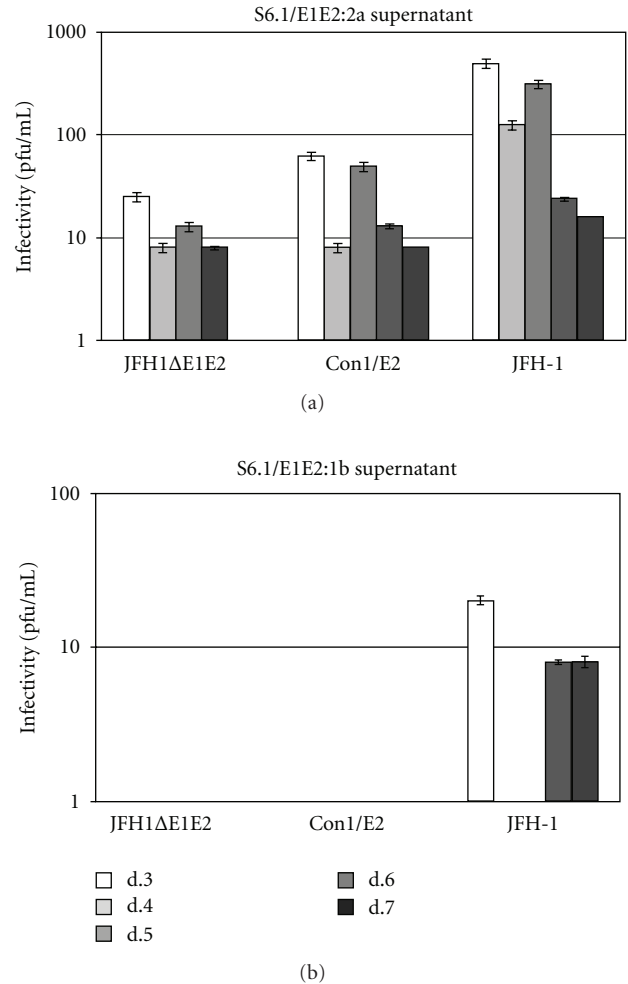 S6.1/E1E2:2a supernatant
1000
100
10
1
Infectivity (pfu/mL)
JFH1ΔE1E2 Con1/E2 JFH-1
(a)
S6.1/E1E2:1b supernatant
100
10
1
Infectivity (pfu/mL)
JFH1ΔE1E2 Con1/E2 JFH-1
d.3 d.6
d.4 d.7
d.5
(b)